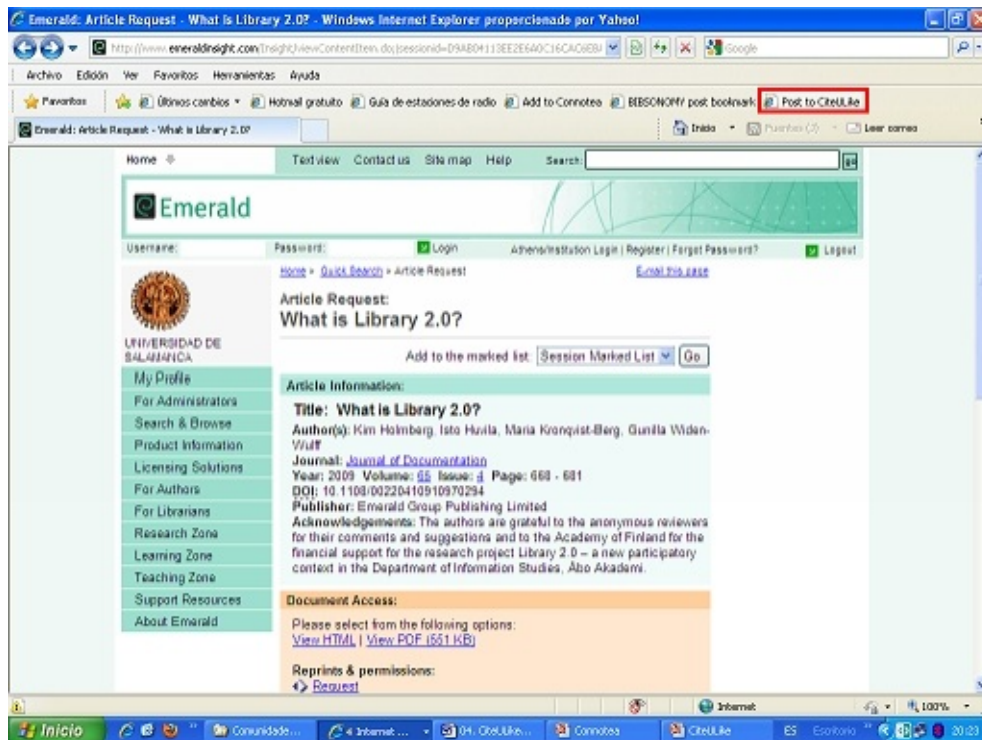 Emerald: Article Request - What is Library 2.0? - Windows Internet Explorer proporcionado por Yahoo!
Google
Archivo Edición Ver Favoritos Herramientas Ayuda
Favoritos Últimos cambios Hotmail gratuito Guía de estaciones de radio Add to Connotea BIBSONOMY post bookmark Post to CiteULike
Emerald: Article Request - What is Library 2.0?
Inicio Leer correo
Home Textview Contact us Site map Help Search:
Emerald
Username: Password: Login Athens/Institution Login | Register | Forgot Password? Logout
Home > Quick Search > Article Request E-mail this page
Article Request:
What is Library 2.0?
UNIVERSIDAD DE
SALAMANCA
Add to the marked list: Session Marked List Go
My Profile
For Administrators
Search & Browse
Product Information
Licensing Solutions
For Authors
For Librarians
Research Zone
Learning Zone
Teaching Zone
Support Resources
About Emerald
Article Information:
Title: What is Library 2.0?
Author(s): Kim Holmberg, Isto Huvila, Maria Kronqvist-Berg, Gunilla Widen-
Wulff
Journal: Journal of Documentation
Year: 2009 Volume: 65 Issue: 4 Page: 668 - 681
DOI: 10.1108/00220410910970294
Publisher: Emerald Group Publishing Limited
Acknowledgements: The authors are grateful to the anonymous reviewers
for their comments and suggestions and to the Academy of Finland for the
financial support for the research project Library 2.0 – a new participatory
context in the Department of Information Studies, Åbo Akademi.
Document Access:
Please select from the following options:
View HTML | View PDF (551 KB)
Reprints & permissions:
Request
Internet 100%
Inicio Comunidade... 4 Internet ... 04. CiteULike... Connotea CiteULike ES Escritorio 20:23